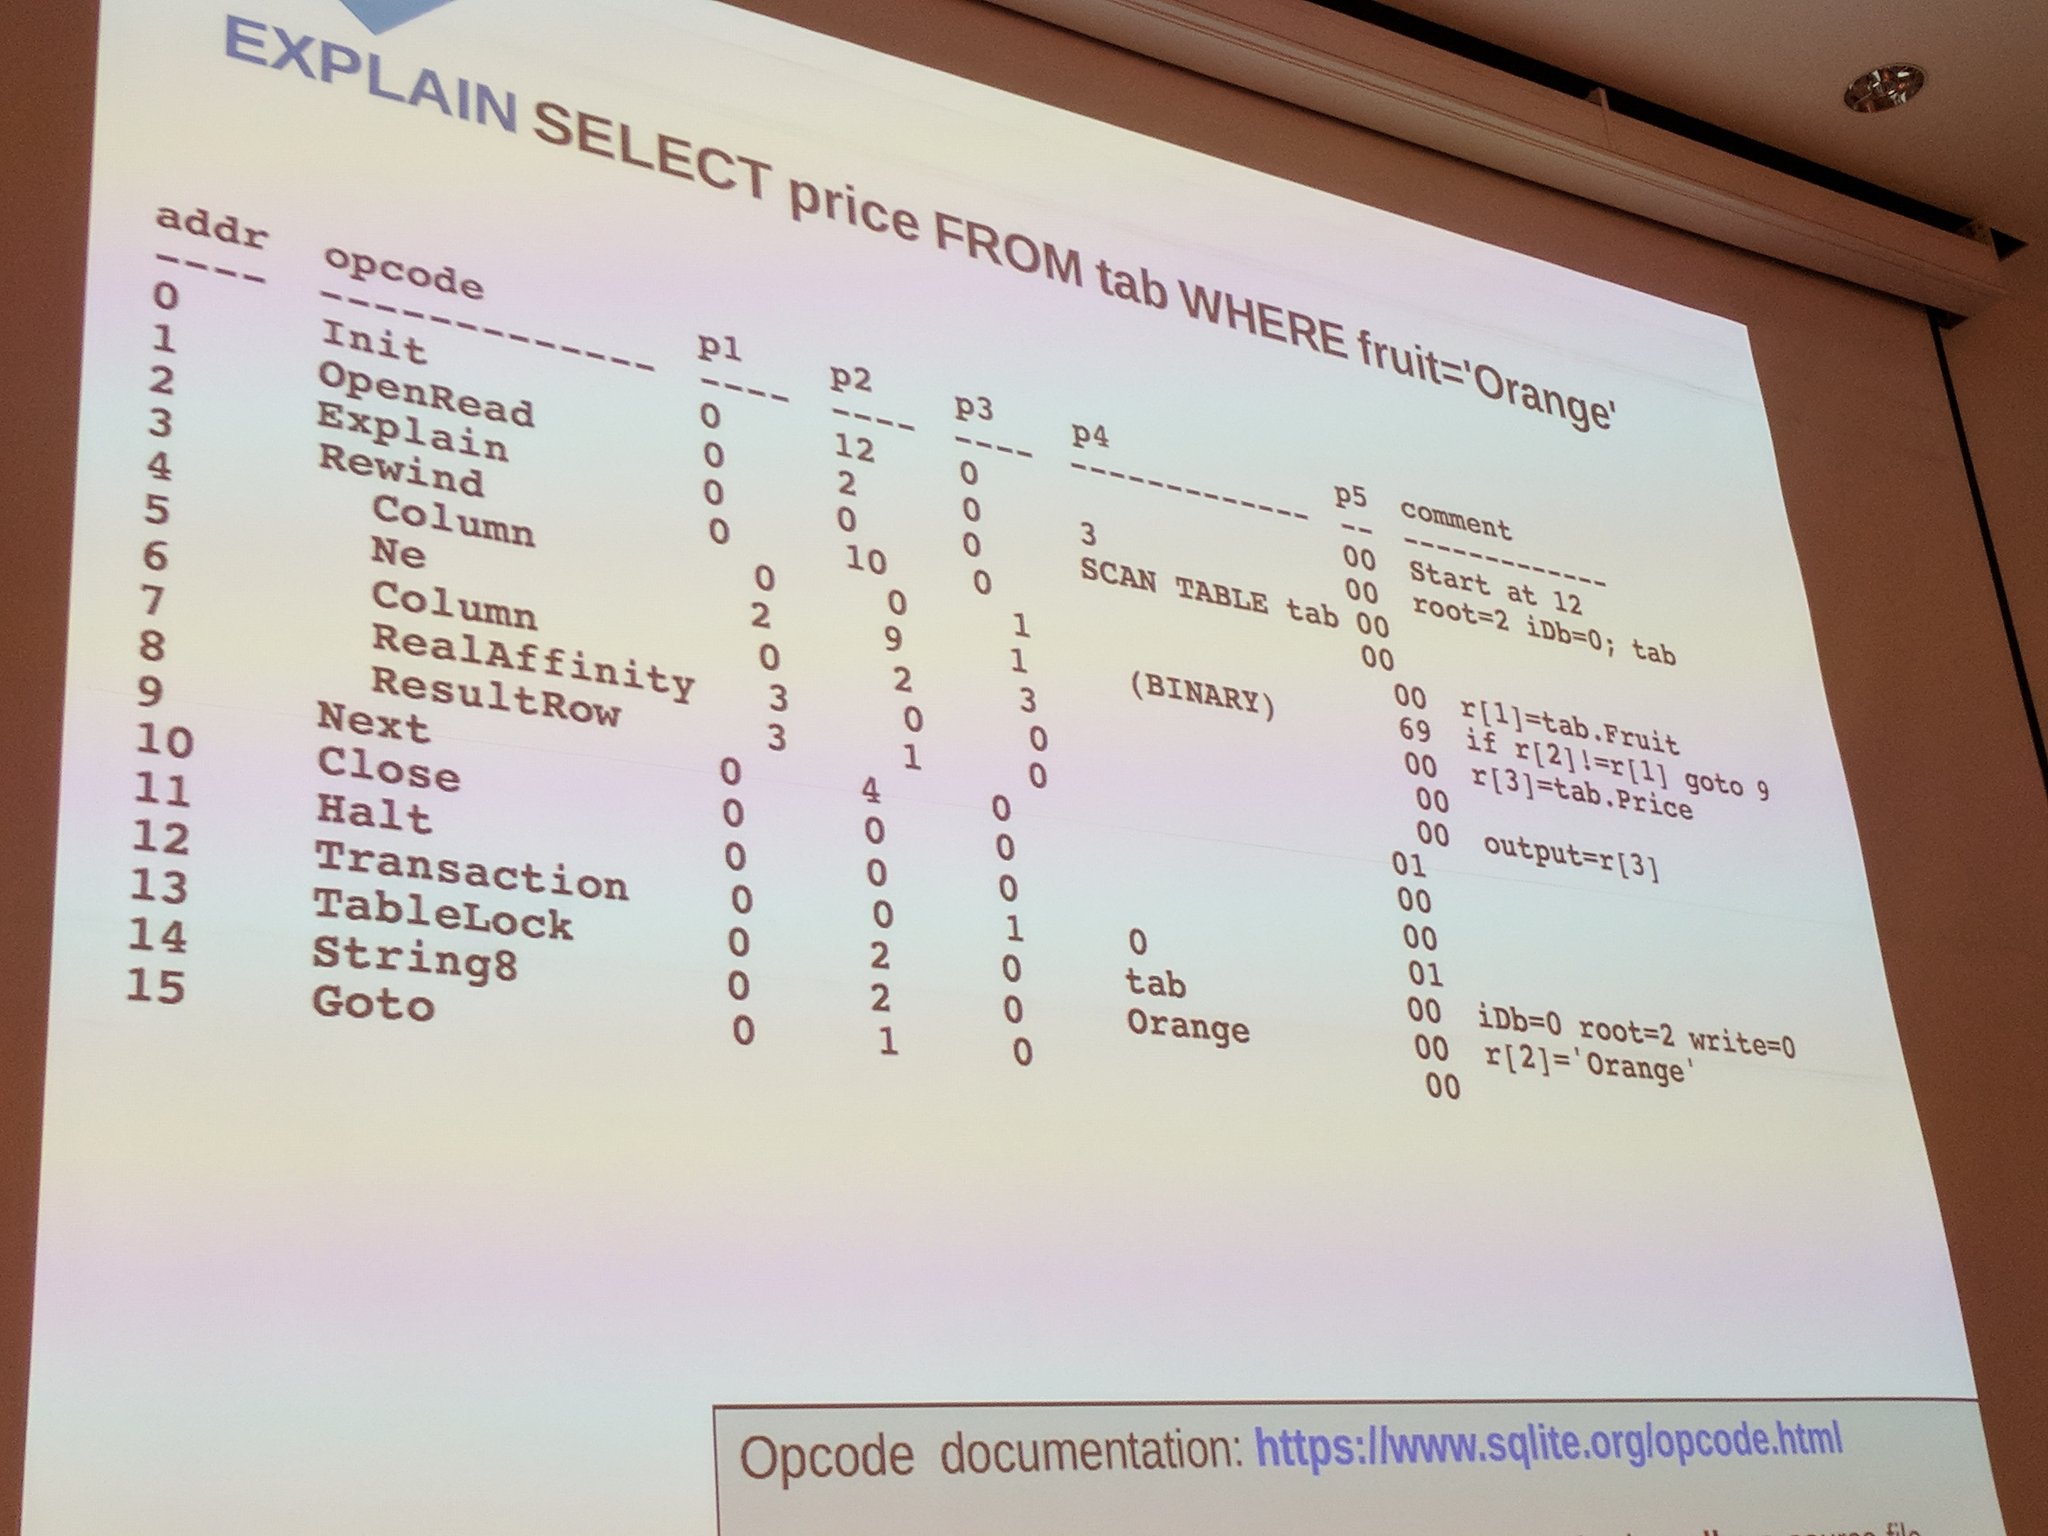 EXPLAIN SELECT price FROM tab WHERE fruit='Orange'
addr opcode p1 p2 p3 p4 p5 comment
---- ------------- ---- ---- ---- ------------- -- -------------
0 Init 0 12 0 00 Start at 12
1 OpenRead 0 2 0 3 00 root=2 iDb=0; tab
2 Explain 0 0 0 SCAN TABLE tab 00
3 Rewind 0 10 0 00
4 Column 0 0 1 00 r[1]=tab.Fruit
5 Ne 2 9 1 (BINARY) 69 if r[2]!=r[1] goto 9
6 Column 0 2 3 00 r[3]=tab.Price
7 RealAffinity 3 0 0 00
8 ResultRow 3 1 0 00 output=r[3]
9 Next 0 4 0 01
10 Close 0 0 0 00
11 Halt 0 0 0 00
12 Transaction 0 0 1 0 01
13 TableLock 0 2 0 tab 00 iDb=0 root=2 write=0
14 String8 0 2 0 Orange 00 r[2]='Orange'
15 Goto 0 1 0 00
Opcode documentation: https://www.sqlite.org/opcode.html
source file